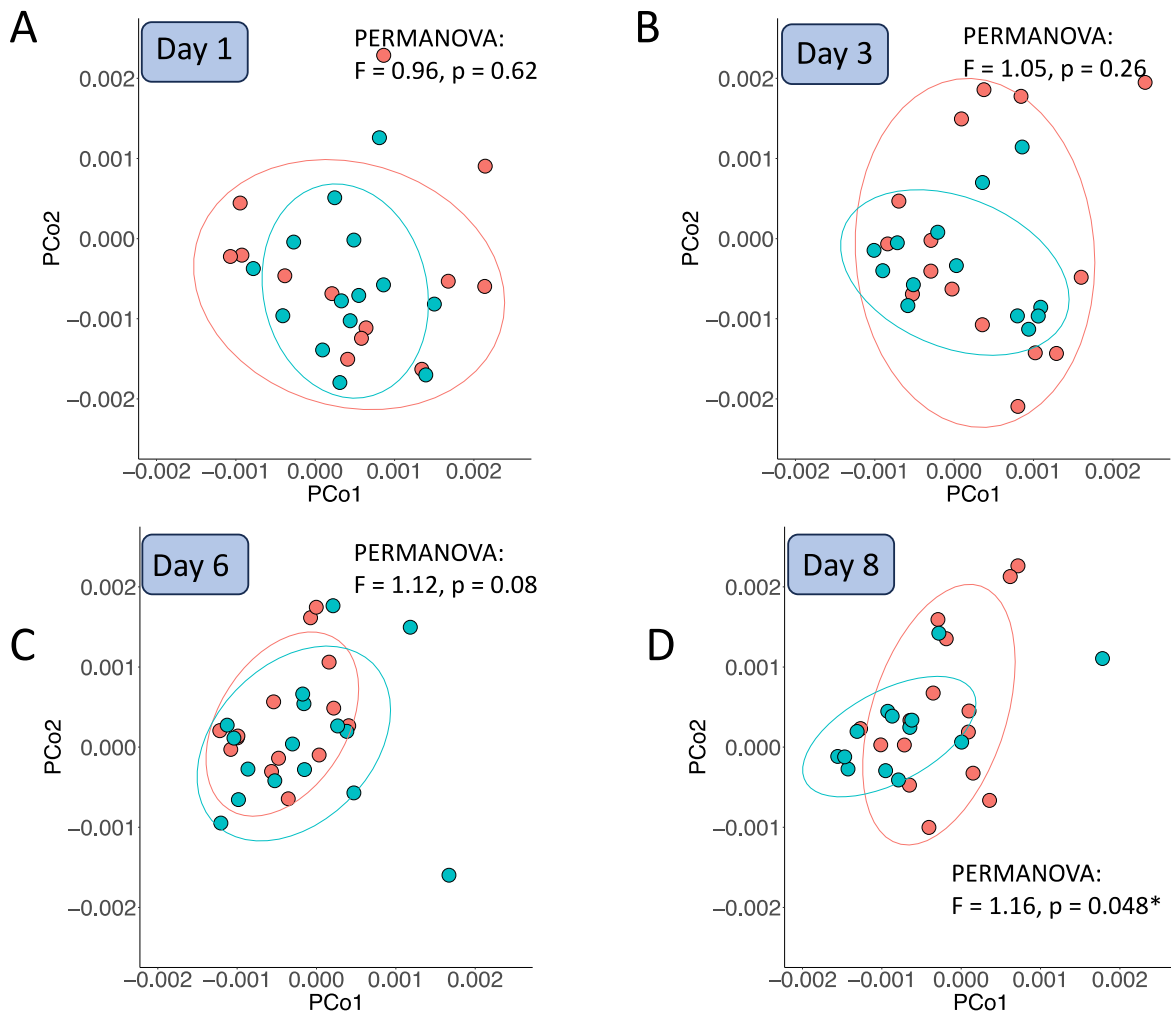 A
Day 1
PERMANOVA:
F = 0.96, p = 0.62
0.002
0.001
0.000
−0.001
−0.002
PCo2
−0.002 −0.001 0.000 0.001 0.002
PCo1
B
Day 3
PERMANOVA:
F = 1.05, p = 0.26
0.002
0.001
0.000
−0.001
−0.002
PCo2
−0.002 −0.001 0.000 0.001 0.002
PCo1
C
Day 6
PERMANOVA:
F = 1.12, p = 0.08
0.002
0.001
0.000
−0.001
−0.002
PCo2
−0.002 −0.001 0.000 0.001 0.002
PCo1
D
Day 8
0.002
0.001
0.000
−0.001
−0.002
PCo2
PERMANOVA:
F = 1.16, p = 0.048*
−0.002 −0.001 0.000 0.001 0.002
PCo1